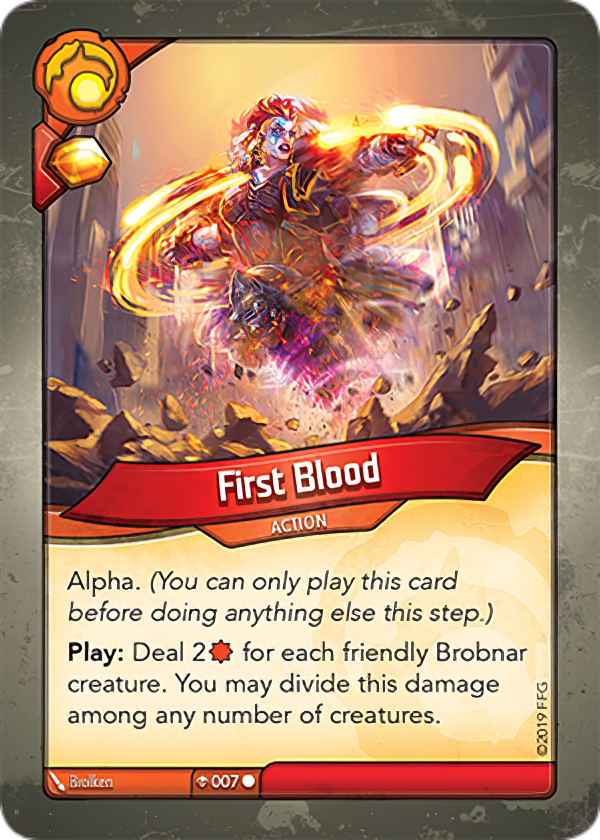 First Blood
ACTION
Alpha. (You can only play this card
before doing anything else this step.)
Play: Deal 2 for each friendly Brobnar
creature. You may divide this damage
among any number of creatures.
©2019 FFG
007